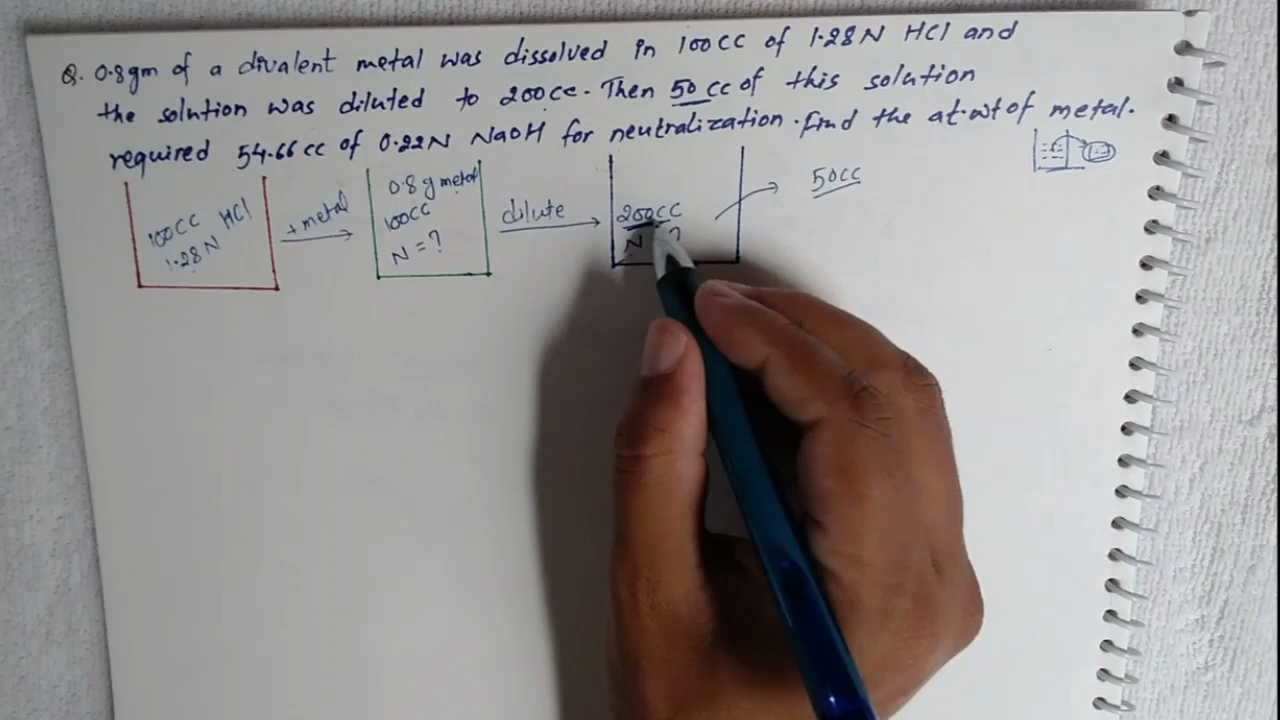 Q. 0.8gm of a divalent metal was dissolved in 100CC of 1.28N HCl and
the solution was diluted to 200cc. Then 50 cc of this solution
required 54.66cc of 0.22N NaOH for neutralization. find the at.wt of metal.
100CC
1.28N HCl
+metal
0.8 g metal
100CC
N = ?
dilute
200CC
N ?
50CC